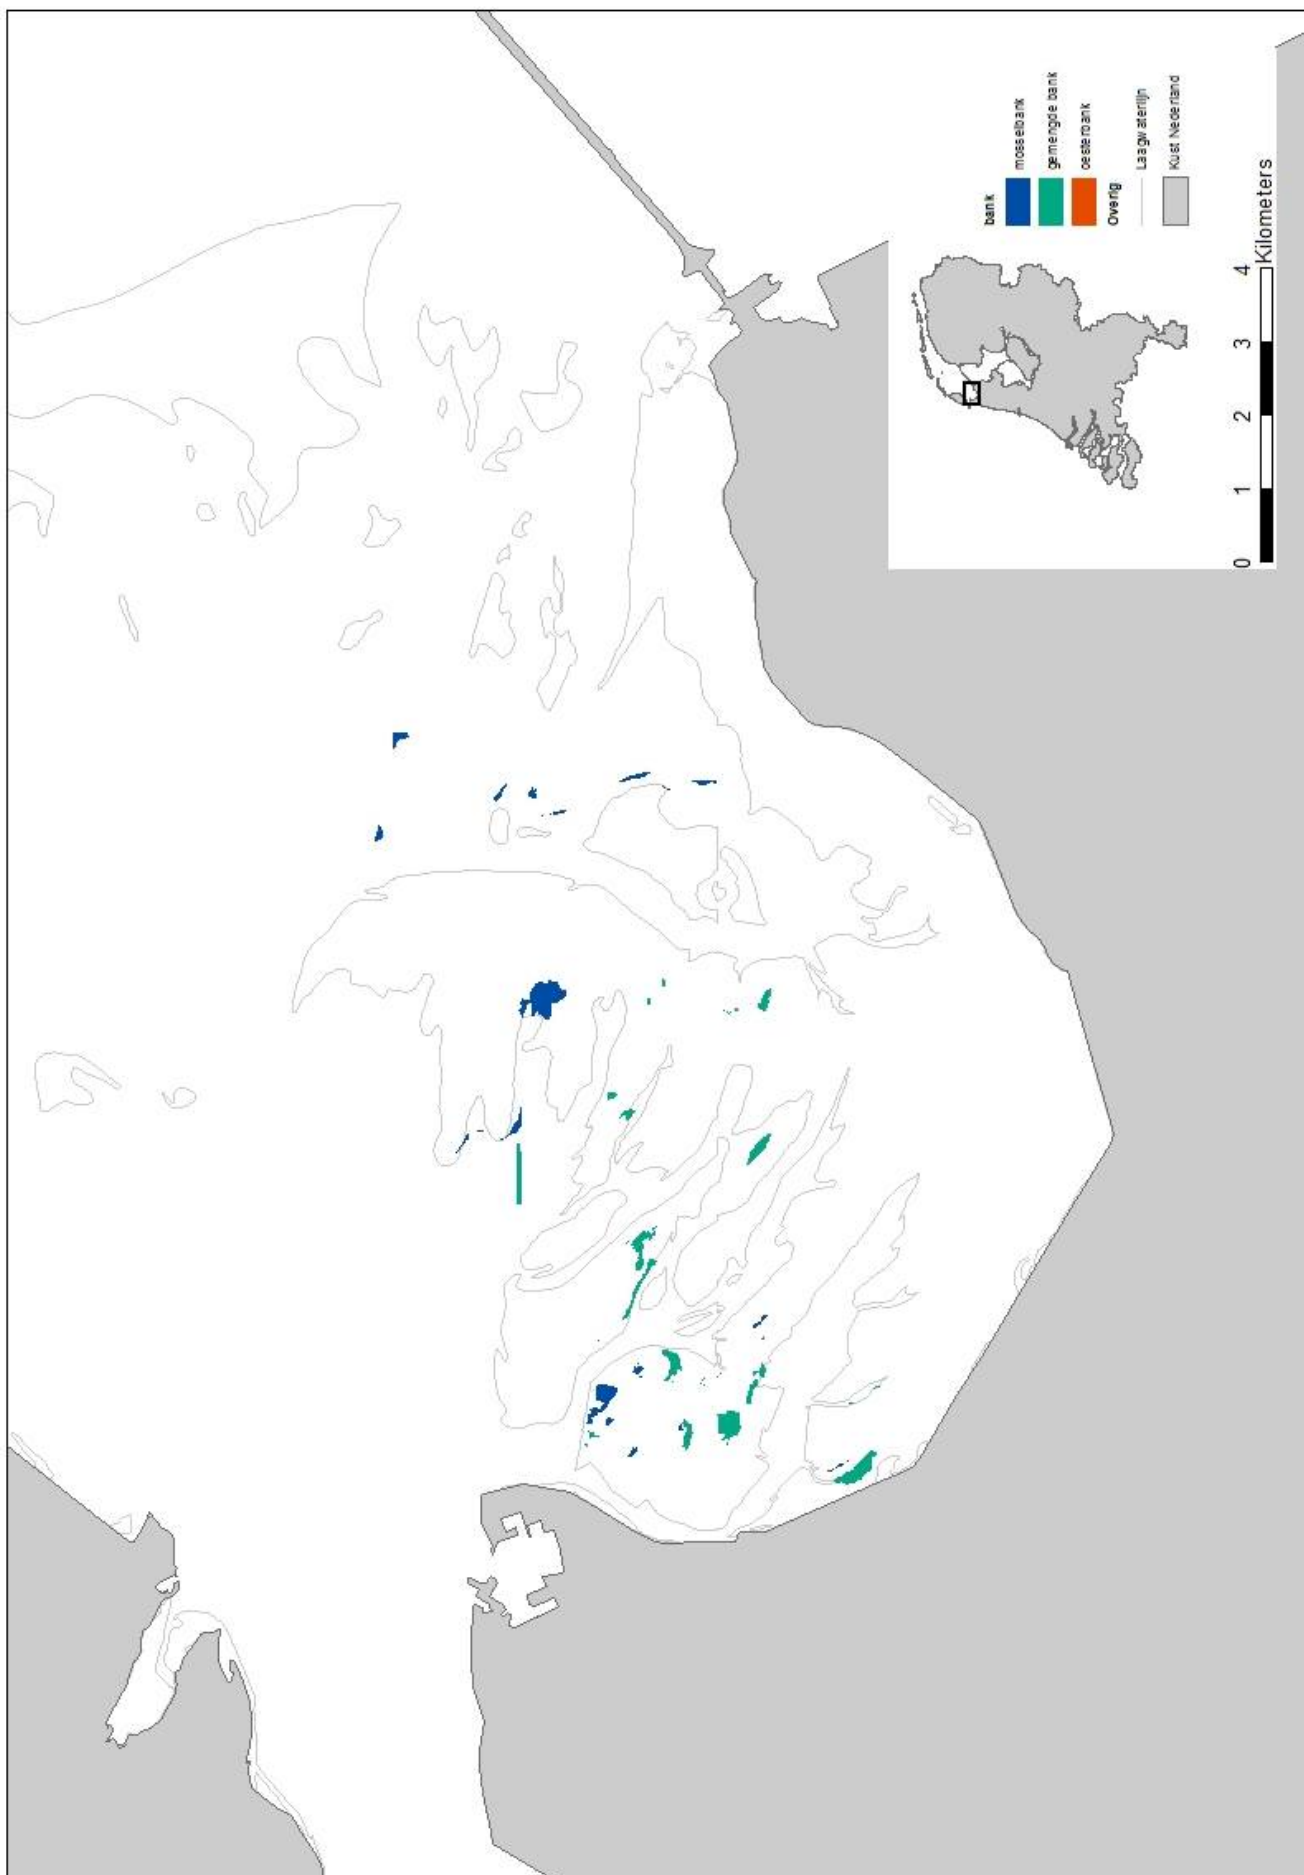 bank
mosselbank
gemengde bank
oesterbank
Overig
Laagwaterlijn
Kust Nederland
0 1 2 3 4
Kilometers